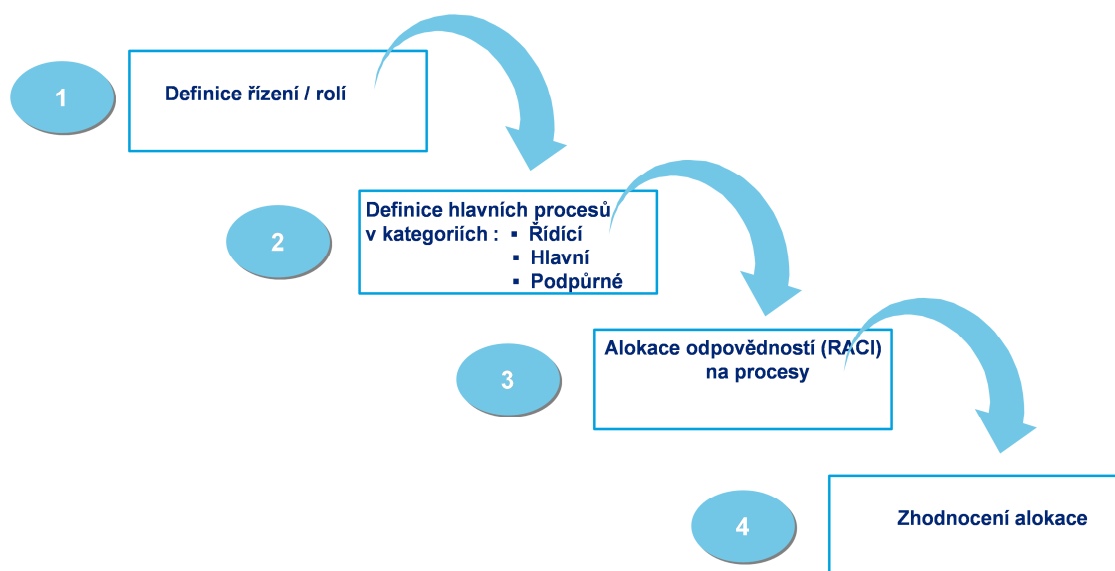 1
Definice řízení / rolí
2
Definice hlavních procesů
v kategoriích : ▪ Řídící
▪ Hlavní
▪ Podpůrné
3
Alokace odpovědností (RACI)
na procesy
4
Zhodnocení alokace